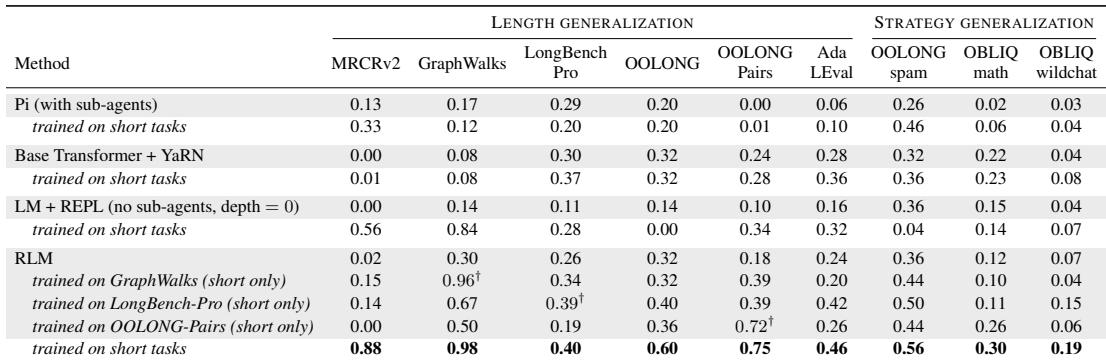 LENGTH GENERALIZATION STRATEGY GENERALIZATION
Method MRCRv2 GraphWalks LongBench Pro OOLONG OOLONG Pairs Ada LEval OOLONG spam OBLIQ math OBLIQ wildchat
Pi (with sub-agents) 0.13 0.17 0.29 0.20 0.00 0.06 0.26 0.02 0.03
trained on short tasks 0.33 0.12 0.20 0.20 0.01 0.10 0.46 0.06 0.04
Base Transformer + YaRN 0.00 0.08 0.30 0.32 0.24 0.28 0.32 0.22 0.04
trained on short tasks 0.01 0.08 0.37 0.32 0.28 0.36 0.36 0.23 0.08
LM + REPL (no sub-agents, depth = 0) 0.00 0.14 0.11 0.14 0.10 0.16 0.36 0.15 0.04
trained on short tasks 0.56 0.84 0.28 0.00 0.34 0.32 0.04 0.14 0.07
RLM 0.02 0.30 0.26 0.32 0.18 0.24 0.36 0.12 0.07
trained on GraphWalks (short only) 0.15 0.96† 0.34 0.32 0.39 0.20 0.44 0.10 0.04
trained on LongBench-Pro (short only) 0.14 0.67 0.39† 0.40 0.39 0.42 0.50 0.11 0.15
trained on OOLONG-Pairs (short only) 0.00 0.50 0.19 0.36 0.72† 0.26 0.44 0.26 0.06
trained on short tasks 0.88 0.98 0.40 0.60 0.75 0.46 0.56 0.30 0.19